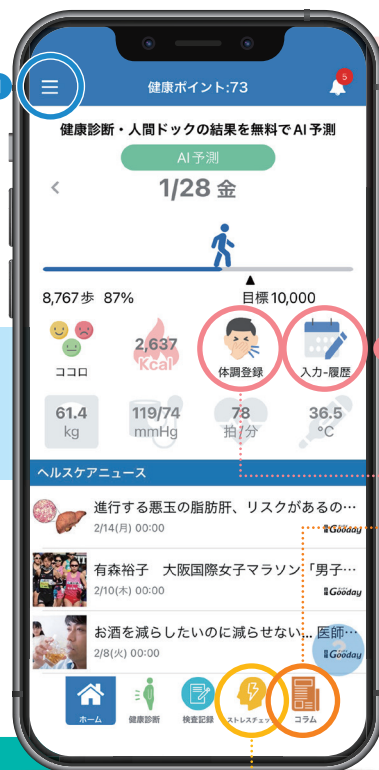 健康ポイント:73
5
健康診断・人間ドックの結果を無料でAI予測
AI予測
1/28 金
8,767歩 87%
目標10,000
ココロ
2,637
Kcal
体調登録
入力-履歴
61.4
kg
119/74
mmHg
78
拍/分
36.5
°C
ヘルスケアニュース
進行する悪玉の脂肪肝、リスクがあるの…
2/14(月) 00:00
Gooday
有森裕子 大阪国際女子マラソン「男子…
2/10(木) 00:00
Gooday
お酒を減らしたいのに減らせない... 医師…
2/8(火) 00:00
Gooday
ホーム
健康診断
検査記録
ストレスチェック
コラム